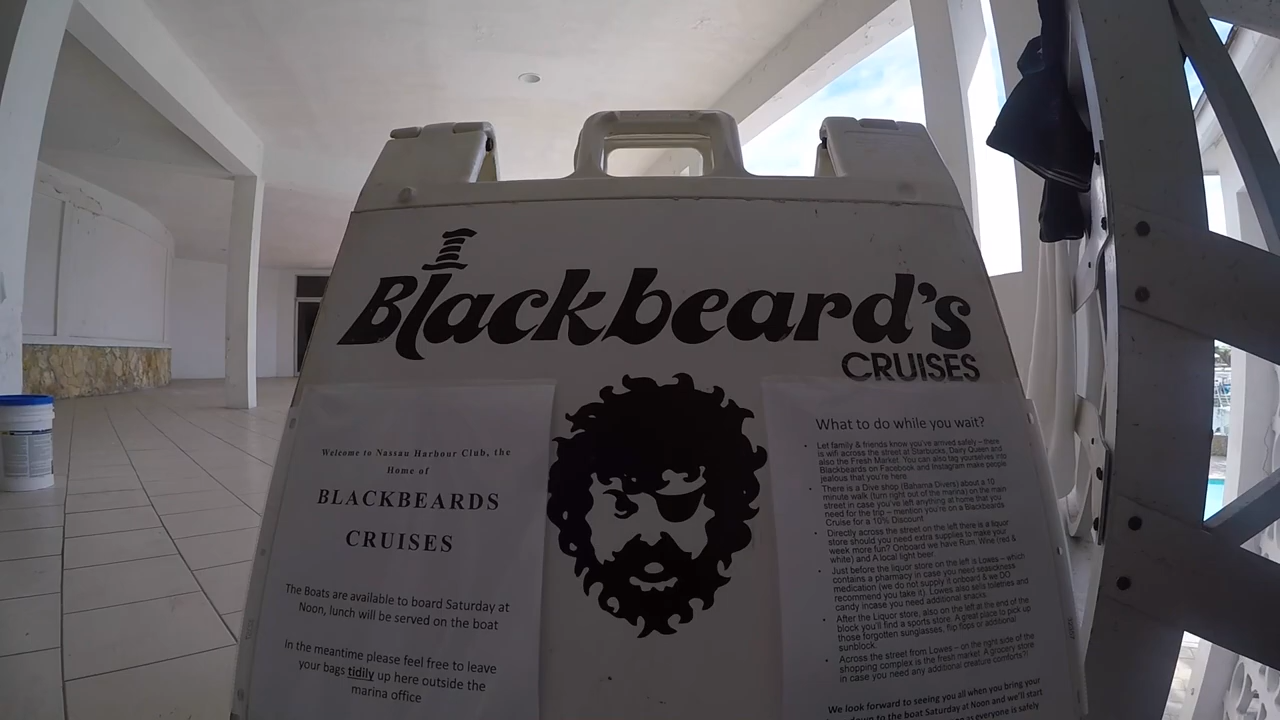 Blackbeard's
CRUISES
Welcome to Nassau Harbour Club, the
Home of
BLACKBEARDS
CRUISES
The Boats are available to board Saturday at
Noon, lunch will be served on the boat
In the meantime please feel free to leave
your bags tidily up here outside the
marina office
What to do while you wait?
• Let family & friends know you've arrived safely – there
is wifi across the street at Starbucks, Dairy Queen and
also the Fresh Market. You can also tag yourselves into
Blackbeards on Facebook and Instagram make people
jealous that you're here
• There is a Dive shop (Bahama Divers) about a 10
minute walk (turn right out of the marina) on the main
street in case you've left anything at home that you
need for the trip – mention you're on a Blackbeards
Cruise for a 10% Discount
• Directly across the street on the left there is a liquor
store should you need extra supplies to make your
week more fun? Onboard we have Rum, Wine (red &
white) and A local light beer.
• Just before the liquor store on the left is Lowes – which
contains a pharmacy in case you need seasickness
medication (we do not supply it onboard & we DO
recommend you take it). Lowes also sells toiletries and
candy incase you need additional snacks.
• After the Liquor store, also on the left at the end of the
block you'll find a sports store. A great place to pick up
those forgotten sunglasses, flip flops or additional
sunblock.
• Across the street from Lowes – on the right side of the
shopping complex is the fresh market. A grocery store
in case you need any additional creature comforts?!
We look forward to seeing you all when you bring your
down to the boat Saturday at Noon and we'll start
as everyone is safely